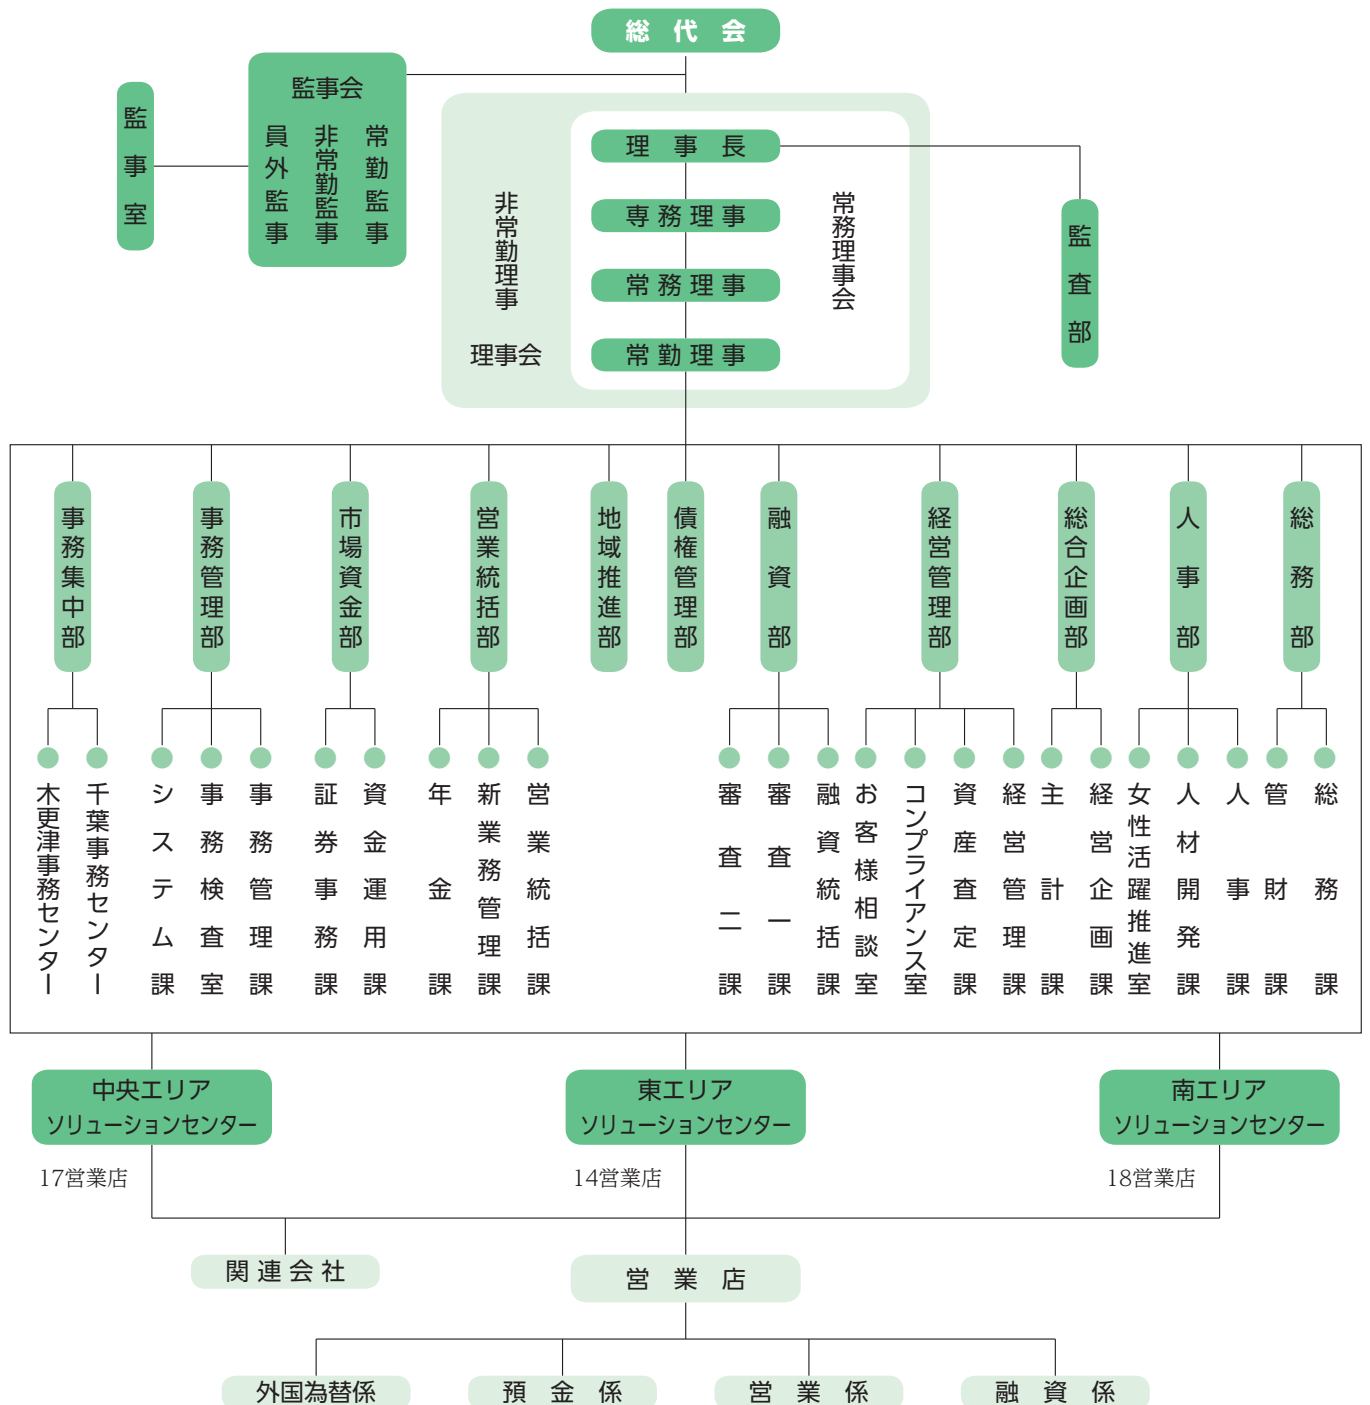 総代会
監事会
常勤監事
非常勤監事
員外監事
監事室
理事長
専務理事
常務理事
常勤理事
常務理事会
非常勤理事
理事会
監査部
事務集中部
事務管理部
市場資金部
営業統括部
地域推進部
債権管理部
融資部
経営管理部
総合企画部
人事部
総務部
木更津事務センター
千葉事務センター
システム課
事務検査室
事務管理課
証券事務課
資金運用課
年金課
新業務管理課
営業統括課
審査二課
審査一課
融資統括課
お客様相談室
コンプライアンス室
資産査定課
経営管理課
主計課
経営企画課
女性活躍推進室
人材開発課
人事課
管財課
総務課
中央エリア
ソリューションセンター
東エリア
ソリューションセンター
南エリア
ソリューションセンター
17営業店
14営業店
18営業店
関連会社
営業店
外国為替係
預金係
営業係
融資係